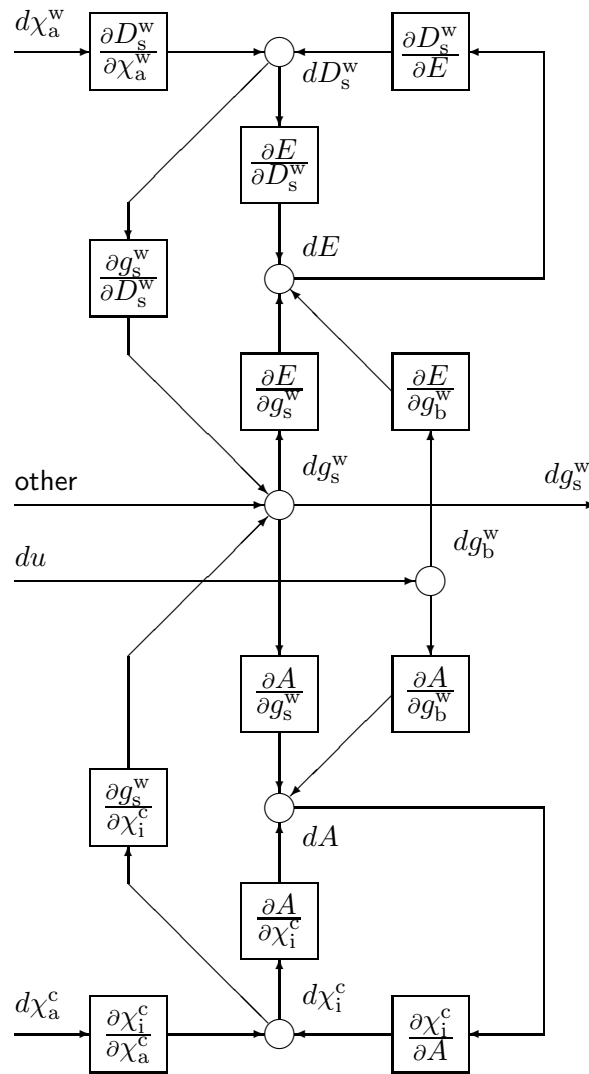 dχ_a^w
∂D_s^w / ∂χ_a^w
dD_s^w
∂D_s^w / ∂E
∂E / ∂D_s^w
∂g_s^w / ∂D_s^w
dE
∂E / ∂g_s^w
∂E / ∂g_b^w
other
dg_s^w
dg_s^w
du
dg_b^w
∂A / ∂g_s^w
∂A / ∂g_b^w
∂g_s^w / ∂χ_i^c
dA
∂A / ∂χ_i^c
dχ_a^c
∂χ_i^c / ∂χ_a^c
dχ_i^c
∂χ_i^c / ∂A